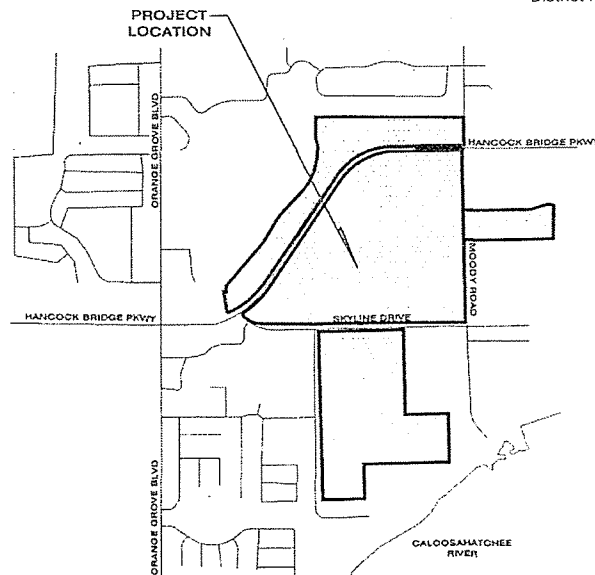 District
PROJECT
LOCATION
ORANGE GROVE BLVD
HANCOCK BRIDGE PKWY
MOODY ROAD
HANCOCK BRIDGE PKWY
SKYLINE DRIVE
ORANGE GROVE BLVD
CALOOSAHATCHEE
RIVER